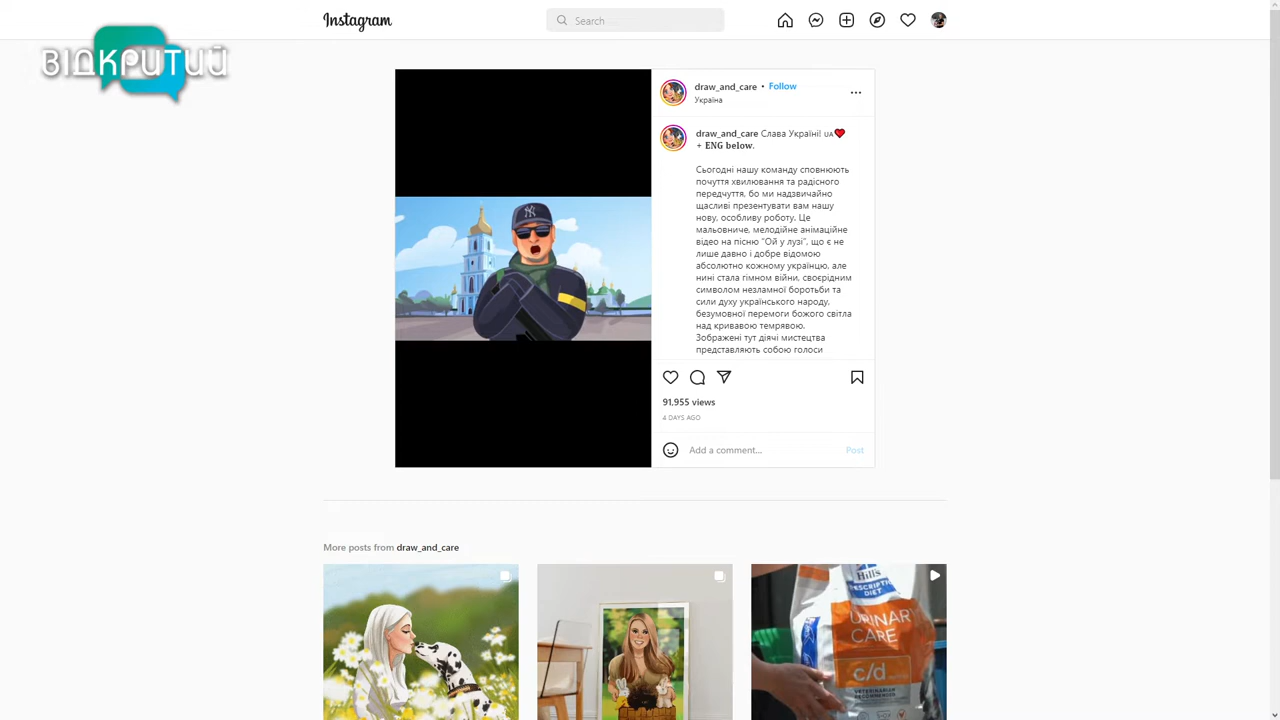 Instagram
Search
ВІДКРИТИЙ
draw_and_care • Follow
Україна
draw_and_care Слава Україні! UA❤️
+ ENG below.
Сьогодні нашу команду сповнюють
почуття хвилювання та радісного
передчуття, бо ми надзвичайно
щасливі презентувати вам нашу
нову, особливу роботу. Це
мальовниче, мелодійне анімаційне
відео на пісню "Ой у лузі", що є не
лише давно і добре відомою
абсолютно кожному українцю, але
нині стала гімном війни, своєрідним
символом незламної боротьби та
сили духу українського народу,
безумовної перемоги божого світла
над кривавою темрявою.
Зображені тут діячі мистецтва
представляють собою голоси
91,955 views
4 DAYS AGO
Add a comment...
Post
More posts from draw_and_care
Hill's
PRESCRIPTION
DIET
URINARY
CARE
c/d
VETERINARIAN
RECOMMENDED